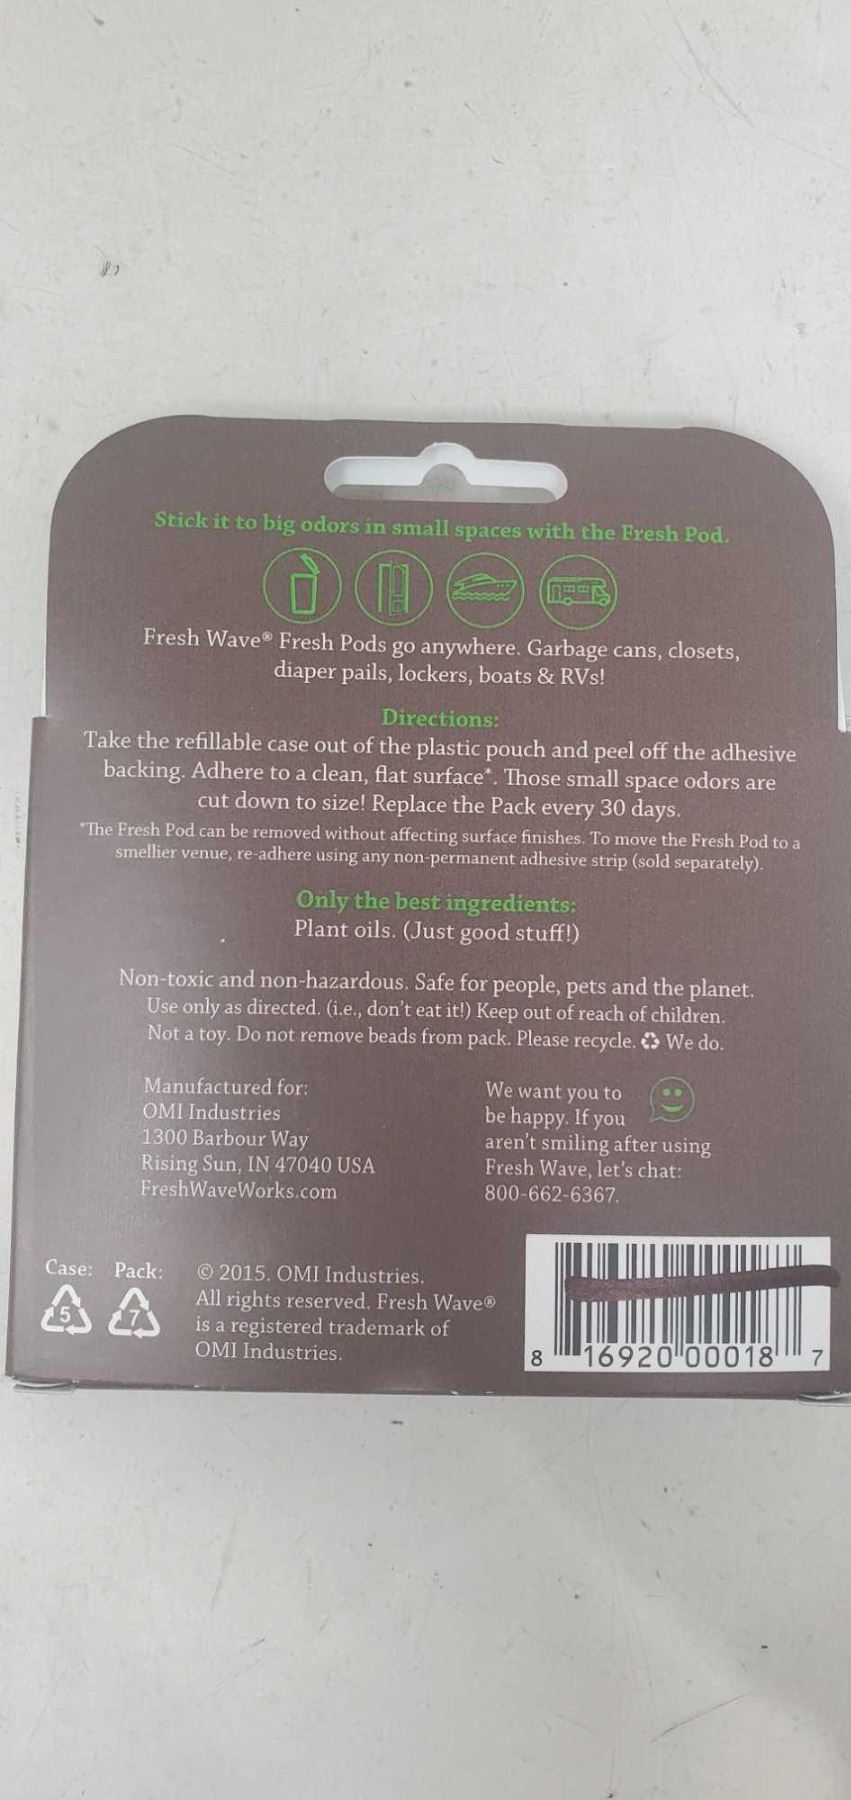 Stick it to big odors in small spaces with the Fresh Pod.
Fresh Wave® Fresh Pods go anywhere. Garbage cans, closets,
diaper pails, lockers, boats & RVs!
Directions:
Take the refillable case out of the plastic pouch and peel off the adhesive
backing. Adhere to a clean, flat surface*. Those small space odors are
cut down to size! Replace the Pack every 30 days.
*The Fresh Pod can be removed without affecting surface finishes. To move the Fresh Pod to a
smellier venue, re-adhere using any non-permanent adhesive strip (sold separately).
Only the best ingredients:
Plant oils. (Just good stuff!)
Non-toxic and non-hazardous. Safe for people, pets and the planet.
Use only as directed. (i.e., don't eat it!) Keep out of reach of children.
Not a toy. Do not remove beads from pack. Please recycle. ♻ We do.
Manufactured for:
OMI Industries
1300 Barbour Way
Rising Sun, IN 47040 USA
FreshWaveWorks.com
We want you to
be happy. If you
aren't smiling after using
Fresh Wave, let's chat:
800-662-6367.
Case: Pack:
5 7
© 2015. OMI Industries.
All rights reserved. Fresh Wave®
is a registered trademark of
OMI Industries.
8 16920 00018 7